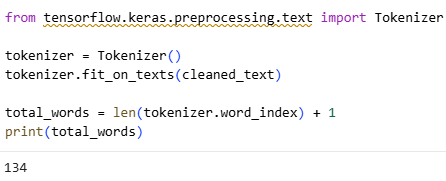 from tensorflow.keras.preprocessing.text import Tokenizer
tokenizer = Tokenizer()
tokenizer.fit_on_texts(cleaned_text)
total_words = len(tokenizer.word_index) + 1
print(total_words)
134